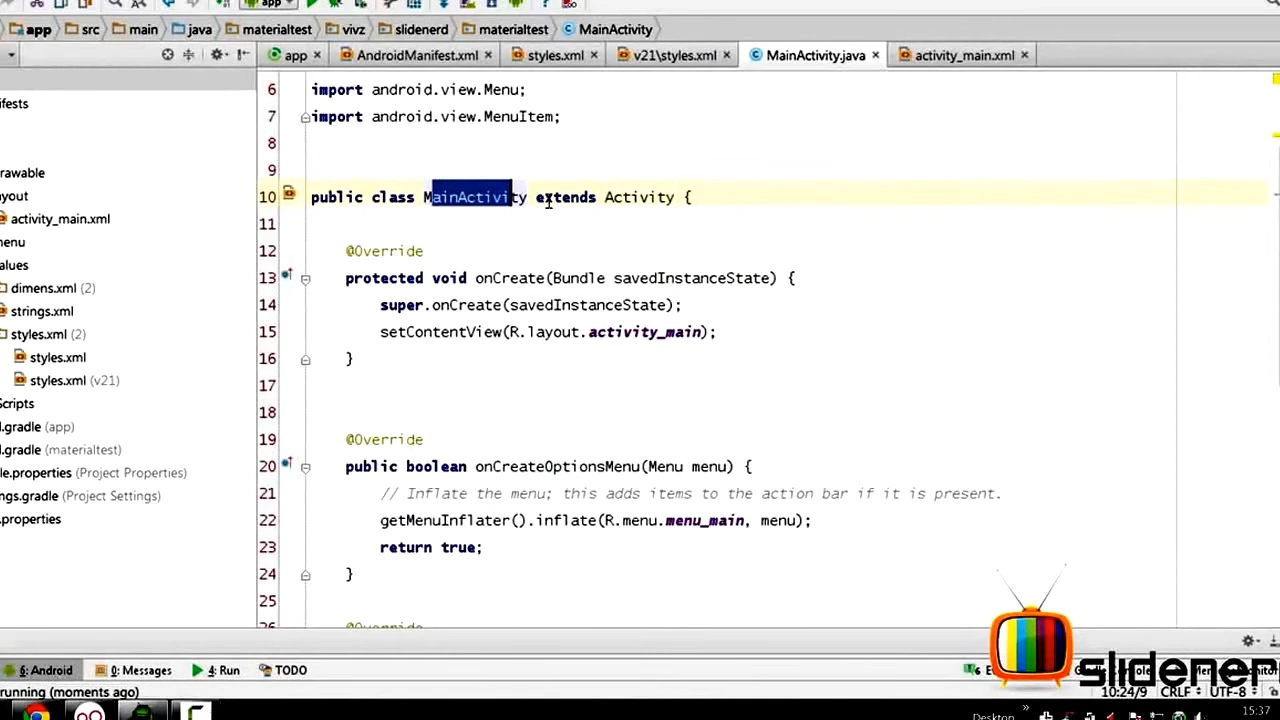 app
app src main java materialtest vivz slidenerd materialtest MainActivity
app AndroidManifest.xml styles.xml v21\styles.xml MainActivity.java activity_main.xml
ifests
rawable
ayout
activity_main.xml
menu
alues
dimens.xml (2)
strings.xml
styles.xml (2)
styles.xml
styles.xml (v21)
Scripts
l.gradle (app)
l.gradle (materialtest)
le.properties (Project Properties)
ngs.gradle (Project Settings)
.properties
6 import android.view.Menu;
7 import android.view.MenuItem;
8
9
10 public class MainActivity extends Activity {
11
12 @Override
13 protected void onCreate(Bundle savedInstanceState) {
14 super.onCreate(savedInstanceState);
15 setContentView(R.layout.activity_main);
16 }
17
18
19 @Override
20 public boolean onCreateOptionsMenu(Menu menu) {
21 // Inflate the menu; this adds items to the action bar if it is present.
22 getMenuInflater().inflate(R.menu.menu_main, menu);
23 return true;
24 }
25
26 @Override
6: Android 0: Messages 4: Run TODO
slidenerd
running (moments ago) 10:24/9 CRLF UTF-8
Desktop » 15:37